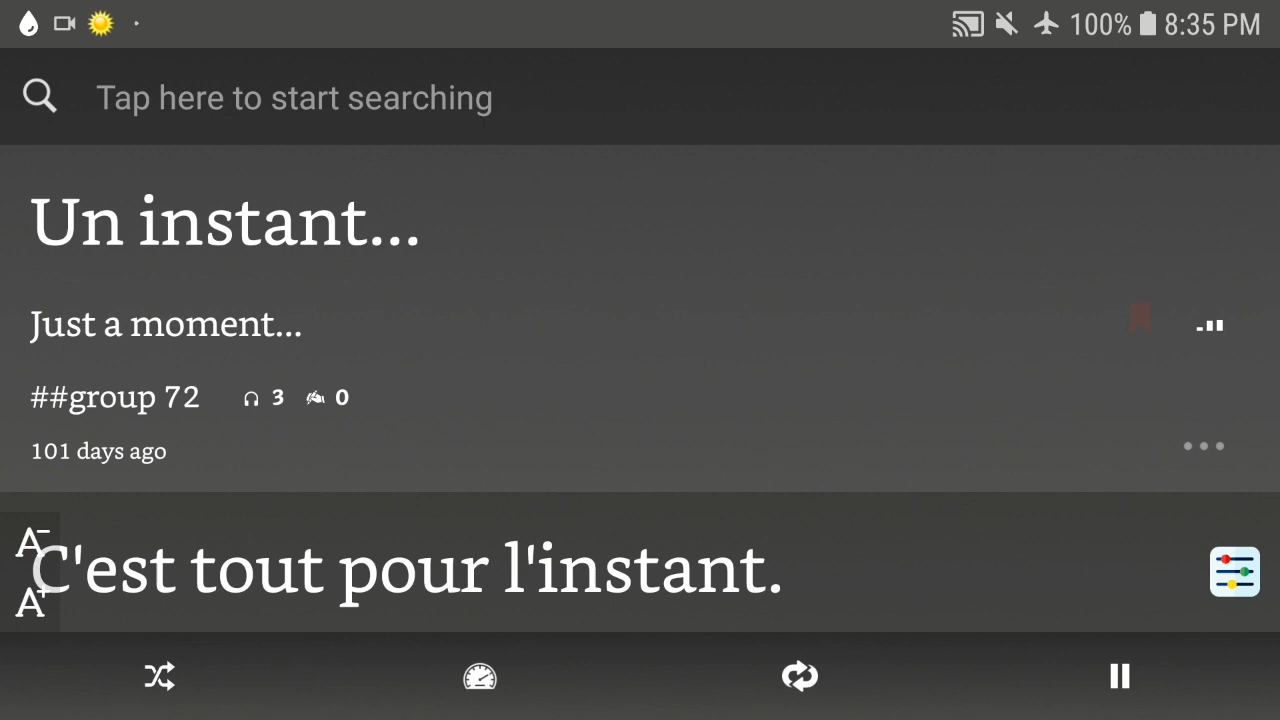 100% 8:35 PM
Tap here to start searching
Un instant...
Just a moment...
##group 72 3 0
101 days ago
A-
C'est tout pour l'instant.
A+